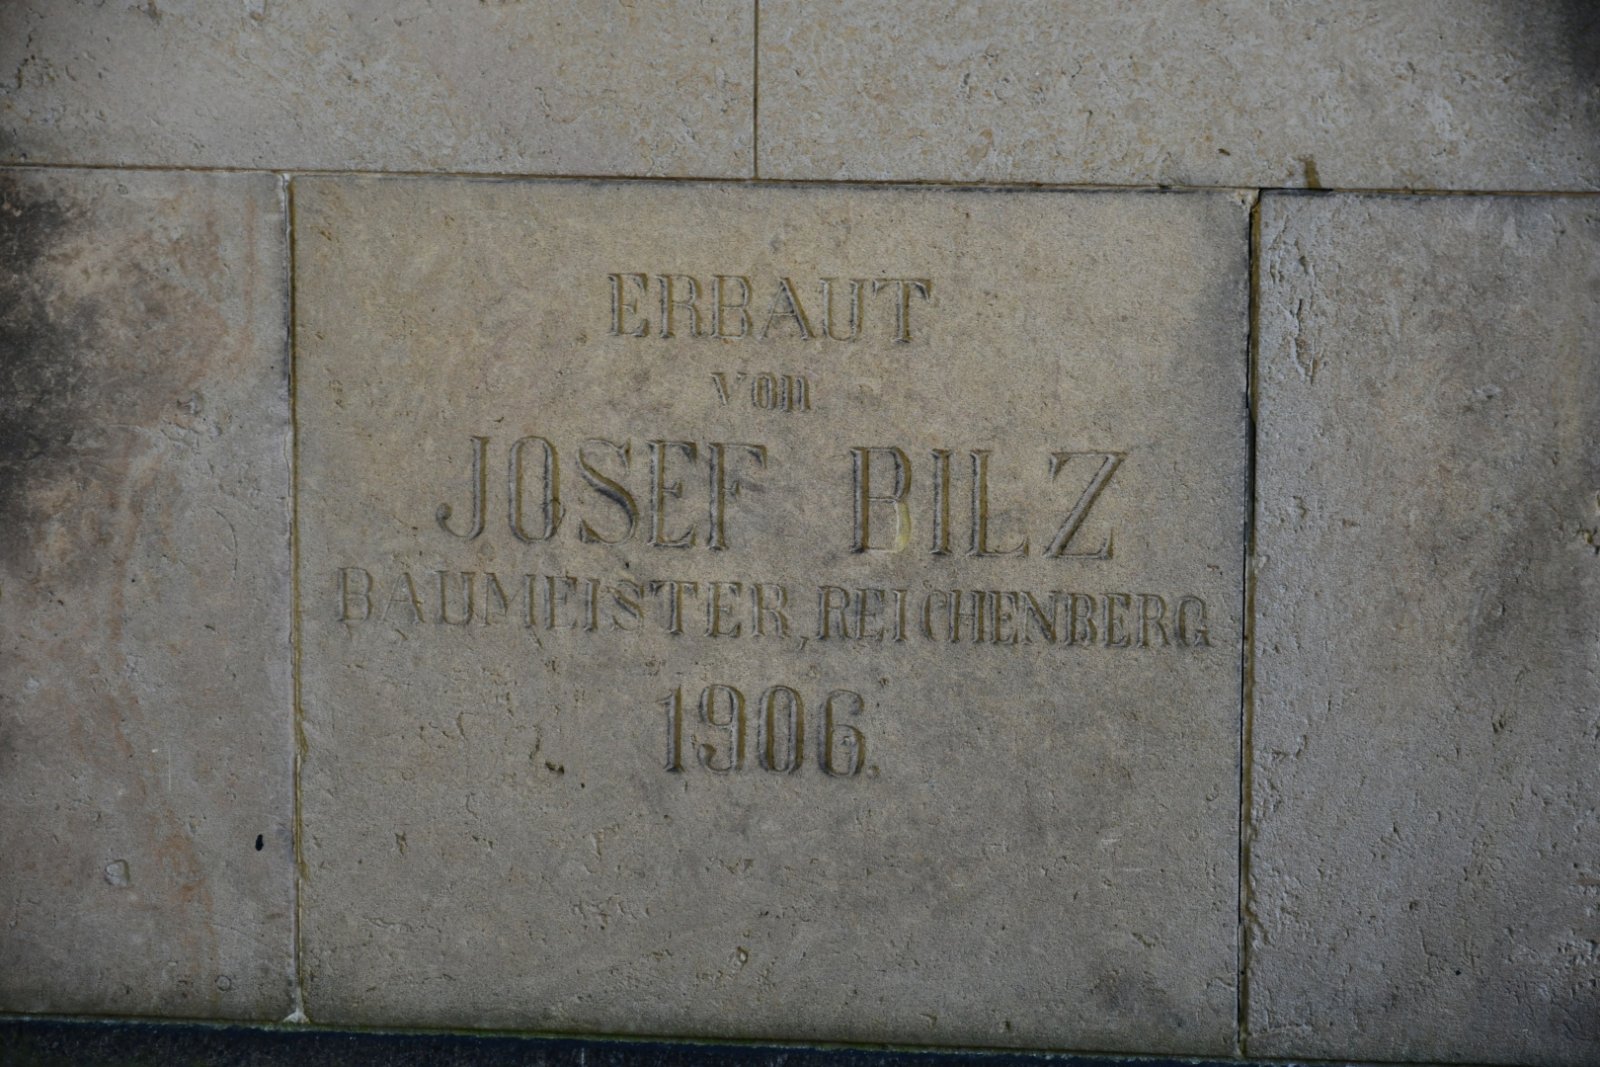 ERBAUT
von
JOSEF BILZ
BAUMEISTER, REICHENBERG
1906.